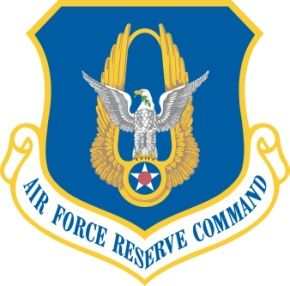 AIR FORCE RESERVE COMMAND